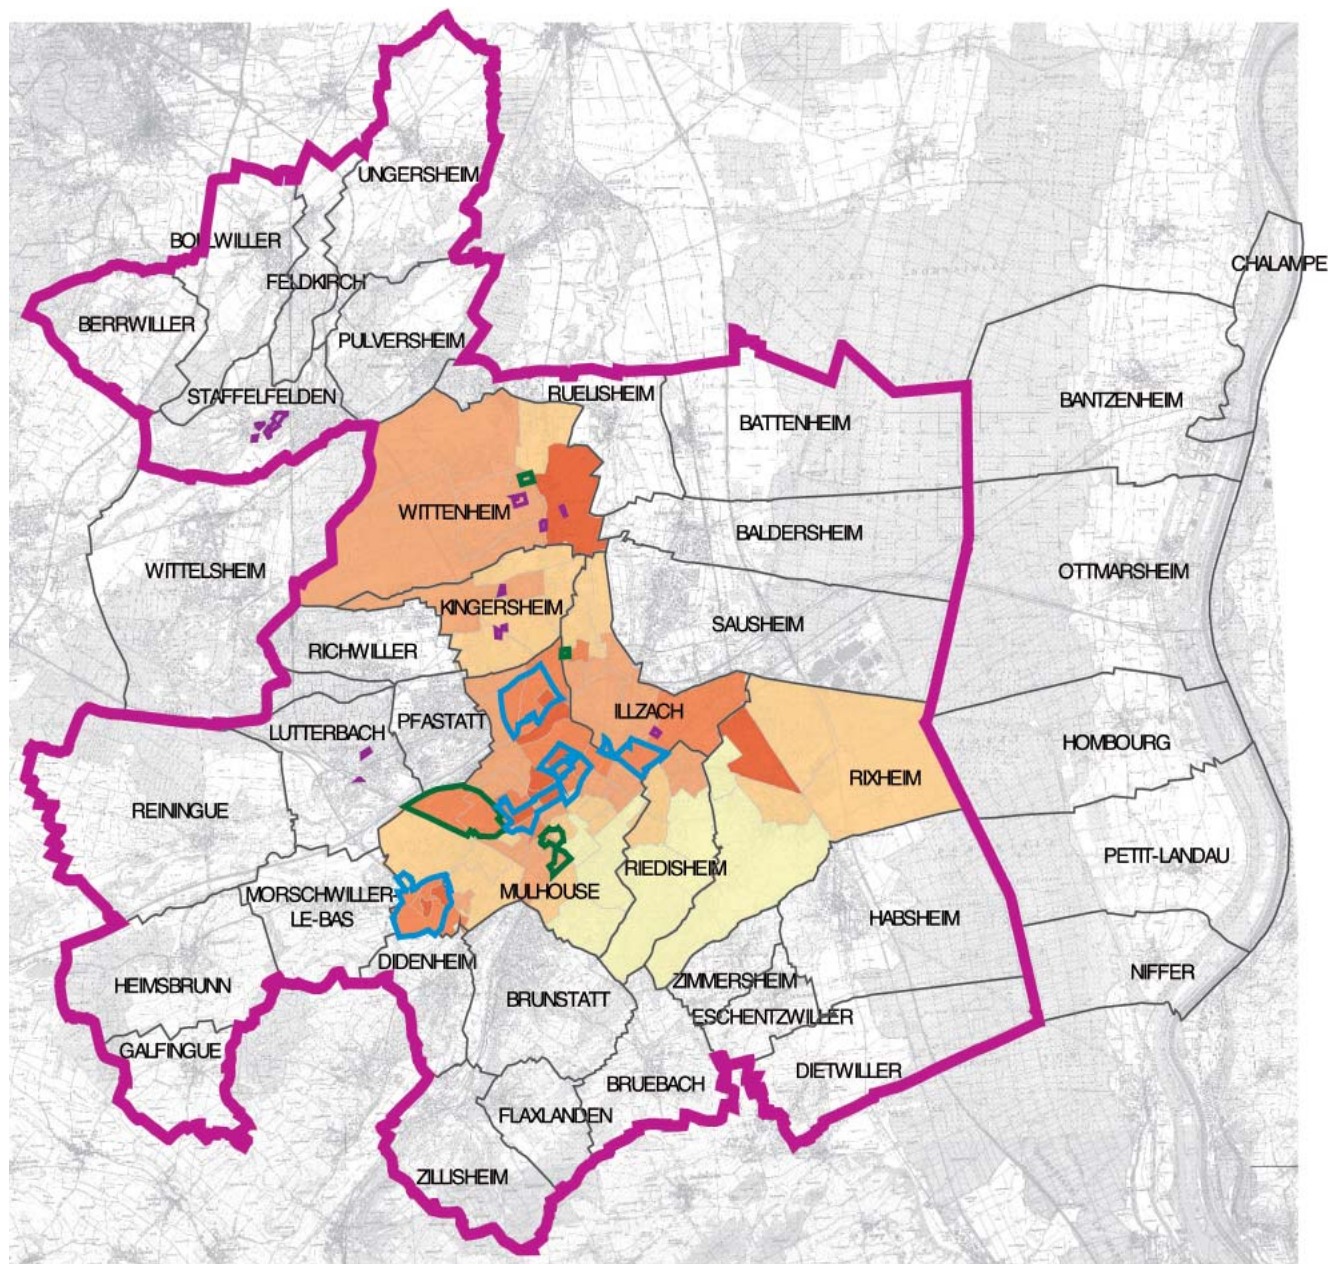 UNGERSHEIM
BOLLWILLER
CHALAMPE
FELDKIRCH
BERRWILLER
PULVERSHEIM
STAFFELFELDEN
RUELISHEIM
BANTZENHEIM
BATTENHEIM
WITTENHEIM
BALDERSHEIM
WITTELSHEIM
OTTMARSHEIM
KINGERSHEIM
SAUSHEIM
RICHWILLER
ILLZACH
PFASTATT
LUTTERBACH
HOMBOURG
RIXHEIM
REININGUE
PETIT-LANDAU
RIEDISHEIM
MULHOUSE
MORSCHWILLER-
LE-BAS
HABSHEIM
DIDENHEIM
NIFFER
ZIMMERSHEIM
HEIMSBRUNN
BRUNSTATT
ESCHENTZWILLER
GALFINGUE
DIETWILLER
BRUEBACH
FLAXLANDEN
ZILLISHEIM